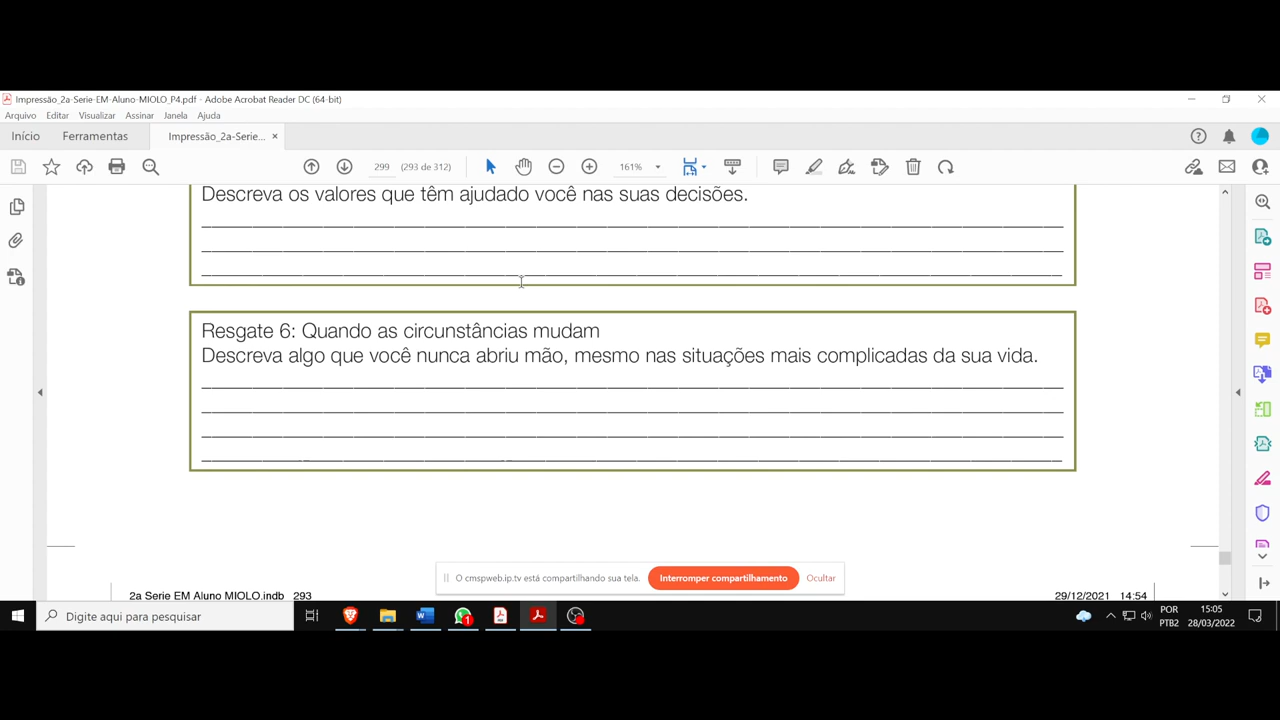 Impressão_2a-Serie-EM-Aluno-MIOLO_P4.pdf - Adobe Acrobat Reader DC (64-bit)
Arquivo Editar Visualizar Assinar Janela Ajuda
Início Ferramentas Impressão_2a-Serie... ×
299 (293 de 312) 161%
Descreva os valores que têm ajudado você nas suas decisões.
Resgate 6: Quando as circunstâncias mudam
Descreva algo que você nunca abriu mão, mesmo nas situações mais complicadas da sua vida.
O cmspweb.ip.tv está compartilhando sua tela. Interromper compartilhamento Ocultar
2a Serie EM Aluno MIOLO.indb 293 29/12/2021 14:54
Digite aqui para pesquisar
1
POR 15:05
PTB2 28/03/2022